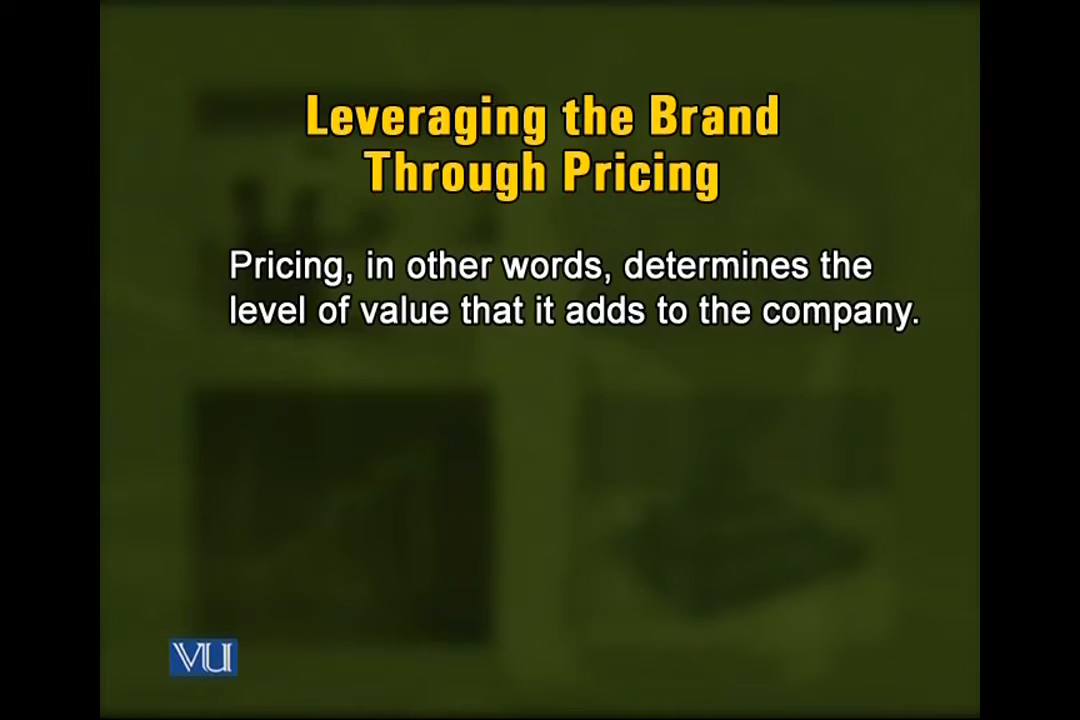 Leveraging the Brand
Through Pricing
Pricing, in other words, determines the
level of value that it adds to the company.
VU